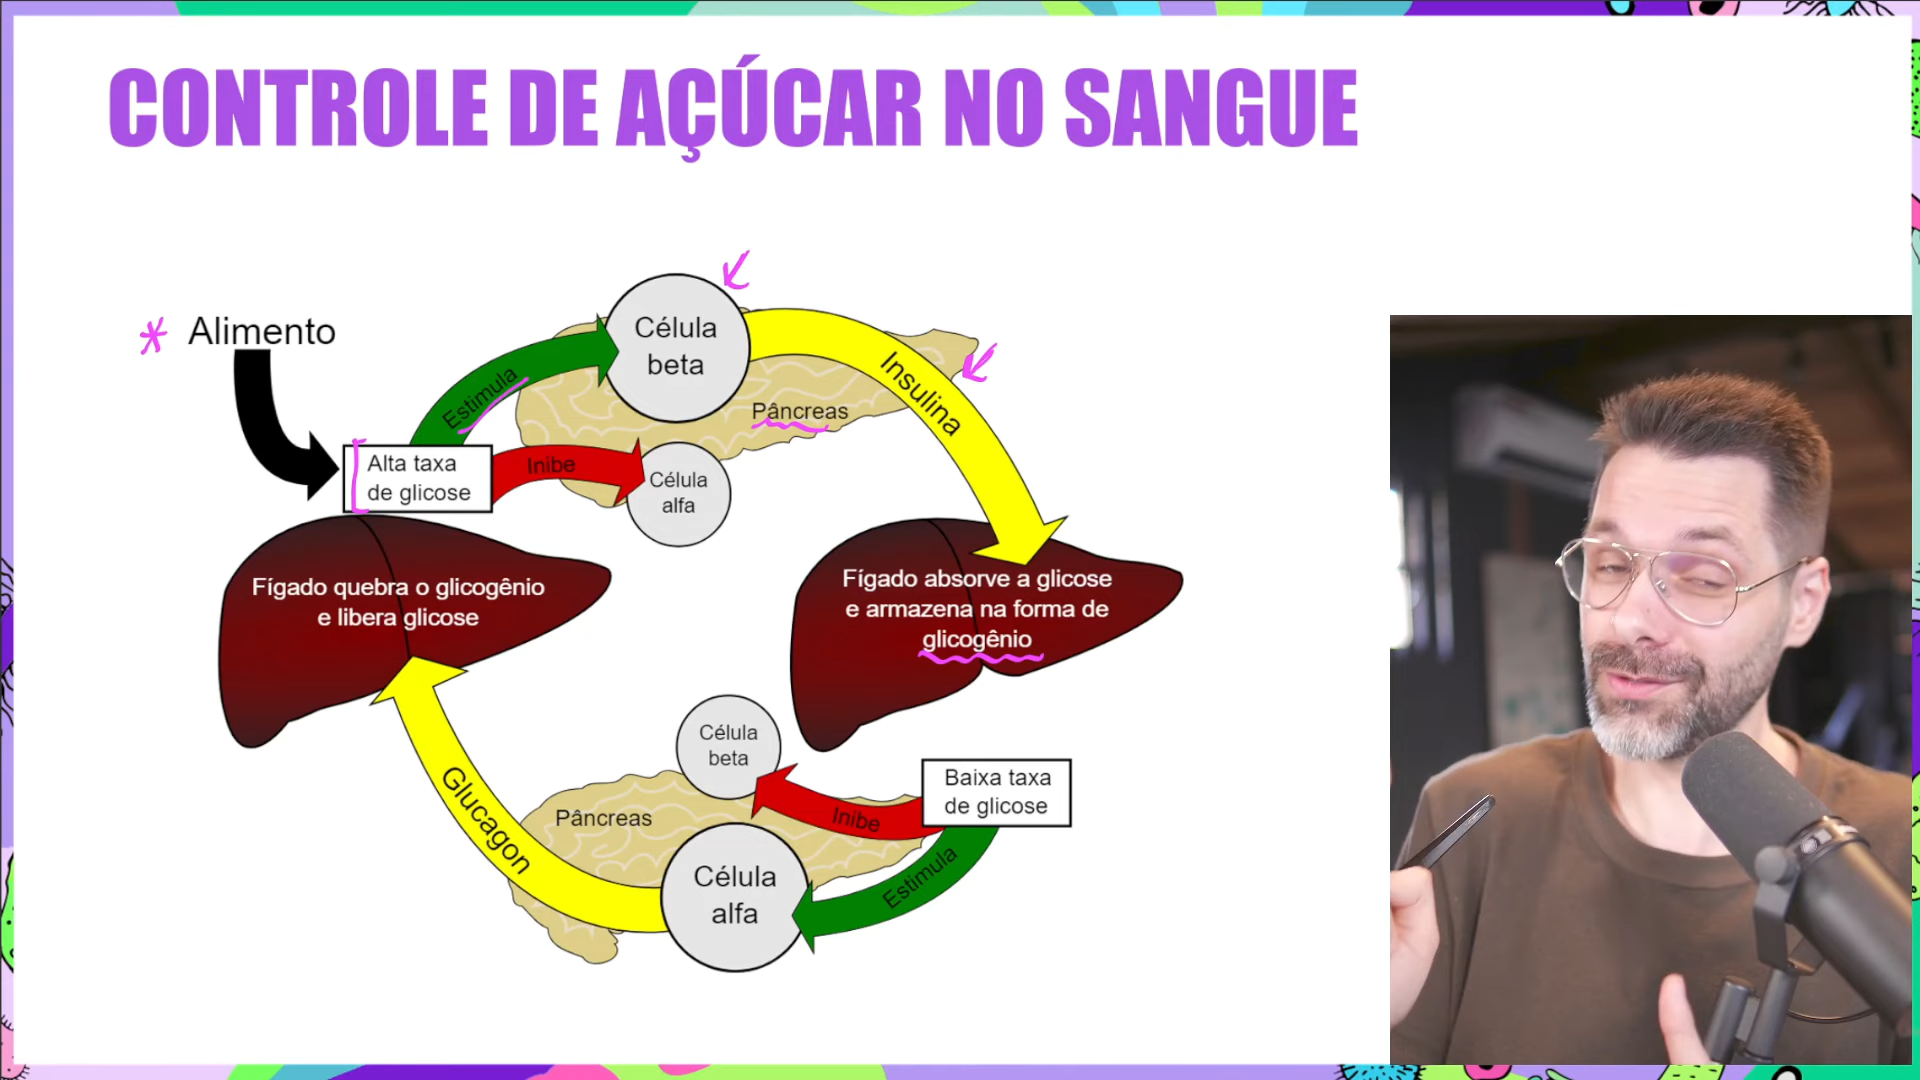 CONTROLE DE AÇÚCAR NO SANGUE
Alimento
Célula
beta
Estimula
Insulina
Pâncreas
Alta taxa
de glicose
Inibe
Célula
alfa
Fígado quebra o glicogênio
e libera glicose
Fígado absorve a glicose
e armazena na forma de
glicogênio
Célula
beta
Baixa taxa
de glicose
Glucagon
Pâncreas
Inibe
Célula
alfa
Estimula